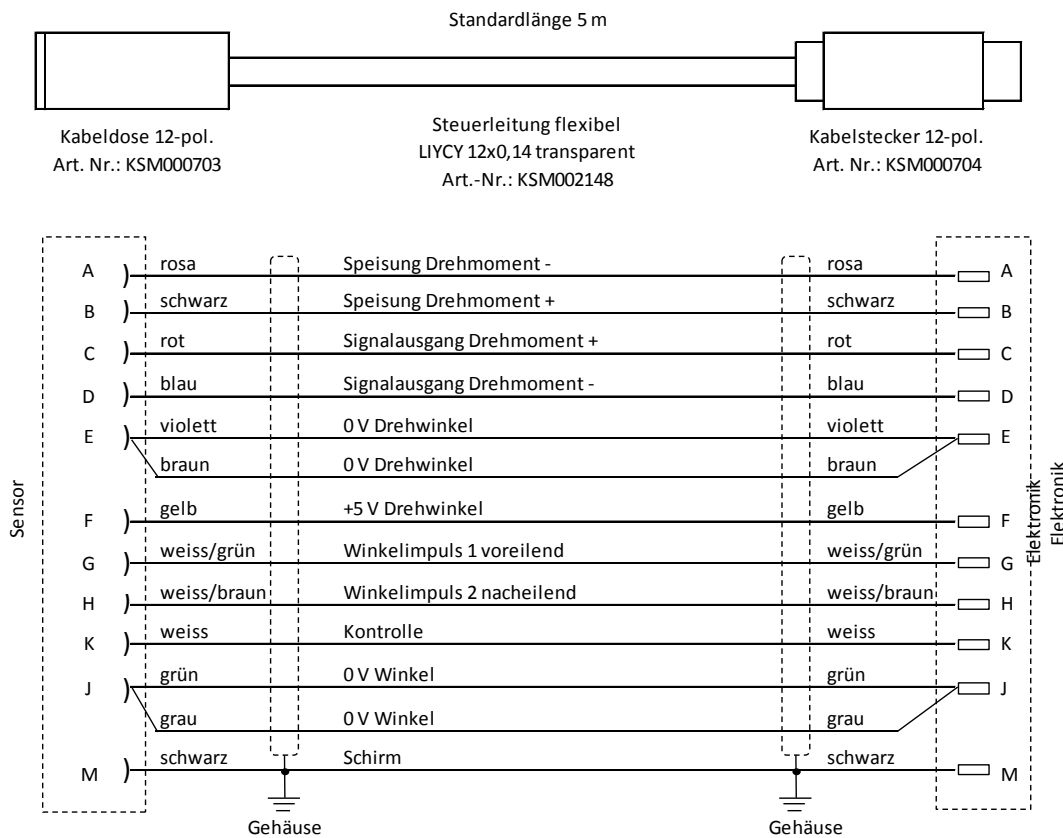 Standardlänge 5 m
Kabeldose 12-pol.
Art. Nr.: KSM000703
Steuerleitung flexibel
LIYCY 12x0,14 transparent
Art.-Nr.: KSM002148
Kabelstecker 12-pol.
Art. Nr.: KSM000704
Sensor
Elektronik
Elektronik
A rosa Speisung Drehmoment - rosa A
B schwarz Speisung Drehmoment + schwarz B
C rot Signalausgang Drehmoment + rot C
D blau Signalausgang Drehmoment - blau D
E violett 0 V Drehwinkel violett E
braun 0 V Drehwinkel braun
F gelb +5 V Drehwinkel gelb F
G weiss/grün Winkelimpuls 1 voreilend weiss/grün G
H weiss/braun Winkelimpuls 2 nacheilend weiss/braun H
K weiss Kontrolle weiss K
J grün 0 V Winkel grün J
grau 0 V Winkel grau
M schwarz Schirm schwarz M
Gehäuse Gehäuse